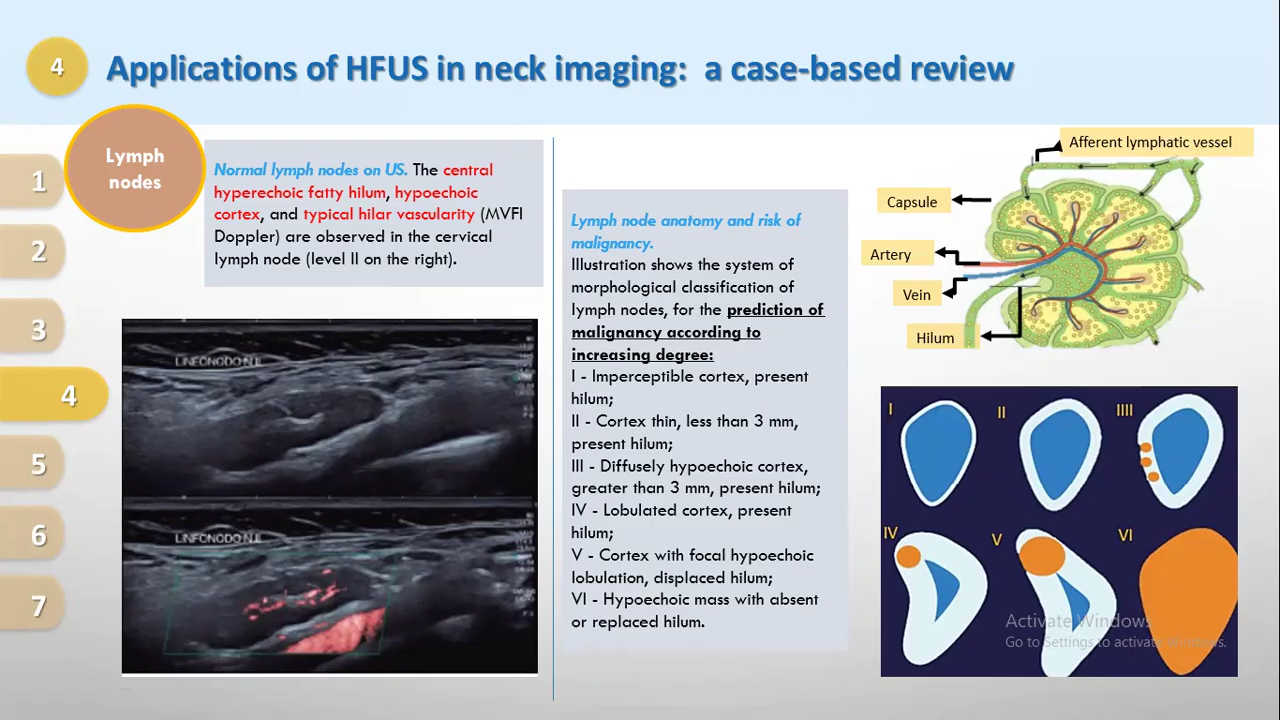 4
Applications of HFUS in neck imaging:  a case-based review
Lymph
nodes
1
2
3
4
5
6
7
Normal lymph nodes on US. The central
hyperechoic fatty hilum, hypoechoic
cortex, and typical hilar vascularity (MVFI
Doppler) are observed in the cervical
lymph node (level II on the right).
LINFONODO N.II
LINFONODO N.II
Lymph node anatomy and risk of
malignancy.
Illustration shows the system of
morphological classification of
lymph nodes, for the prediction of
malignancy according to
increasing degree:
I - Imperceptible cortex, present
hilum;
II - Cortex thin, less than 3 mm,
present hilum;
III - Diffusely hypoechoic cortex,
greater than 3 mm, present hilum;
IV - Lobulated cortex, present
hilum;
V - Cortex with focal hypoechoic
lobulation, displaced hilum;
VI - Hypoechoic mass with absent
or replaced hilum.
Afferent lymphatic vessel
Capsule
Artery
Vein
Hilum
I
II
IIII
IV
V
VI
Activate Windows
Go to Settings to activate Windows.